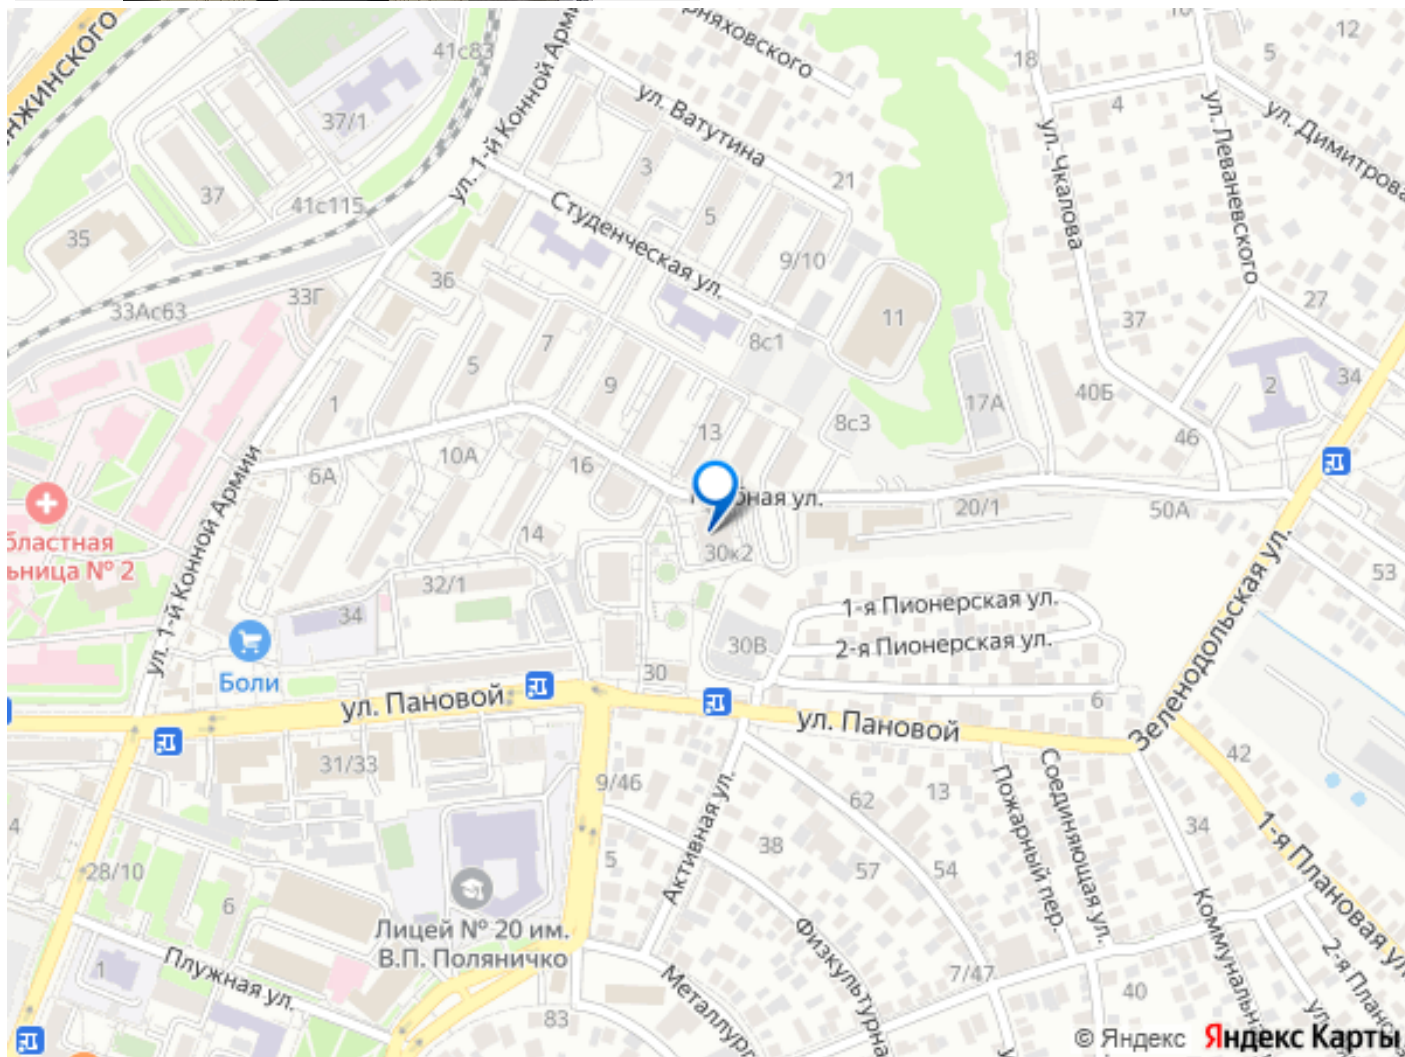 41с83
12
5
10
18
4
ул. Ватутина
37/1
ул. 1-й Конной Армии
ул. Чкалова
ул. Леваневского
ул. Димитрова
3
21
37
41с115
Студенческая ул.
5
35
9/10
36
33Г
33Ас63
27
11
37
8с1
7
5
9
2
34
1
40Б
17А
13
8с3
46
10А
16
6А
ул. 1-й Конной Армии
20/1
50А
14
30к2
32/1
53
1-я Пионерская ул.
34
30В
2-я Пионерская ул.
Зеленодольская ул.
Боли
30
6
ул. Пановой
ул. Пановой
42
31/33
9/46
Активная ул.
62
13
Пожарный пер.
Соединяющая ул.
34
1-я Плановая ул.
38
28/10
5
57
54
6
Лицей № 20 им.
В.П. Поляничко
Плужная ул.
1
7/47
40
83
© Яндекс Яндекс Карты